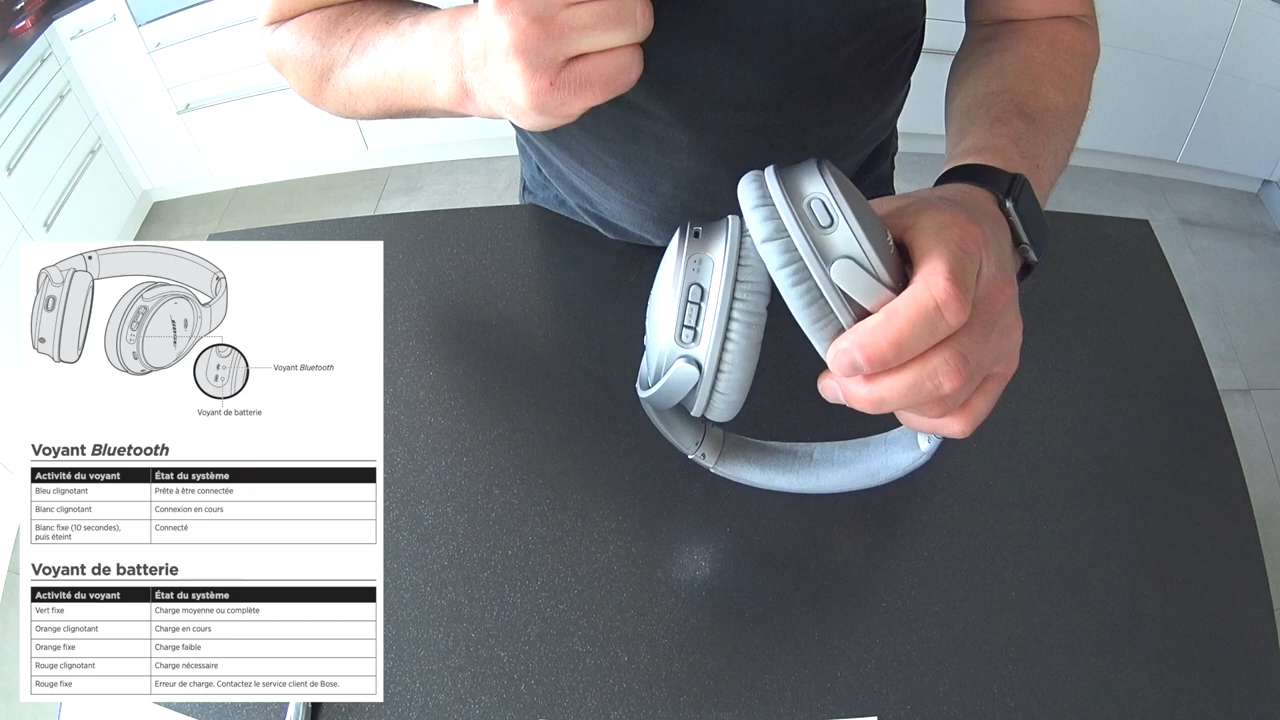 BOSE
Voyant Bluetooth
Voyant de batterie
Voyant Bluetooth
Activité du voyant État du système
Bleu clignotant Prête à être connectée
Blanc clignotant Connexion en cours
Blanc fixe (10 secondes), Connecté
puis éteint
Voyant de batterie
Activité du voyant État du système
Vert fixe Charge moyenne ou complète
Orange clignotant Charge en cours
Orange fixe Charge faible
Rouge clignotant Charge nécessaire
Rouge fixe Erreur de charge. Contactez le service client de Bose.